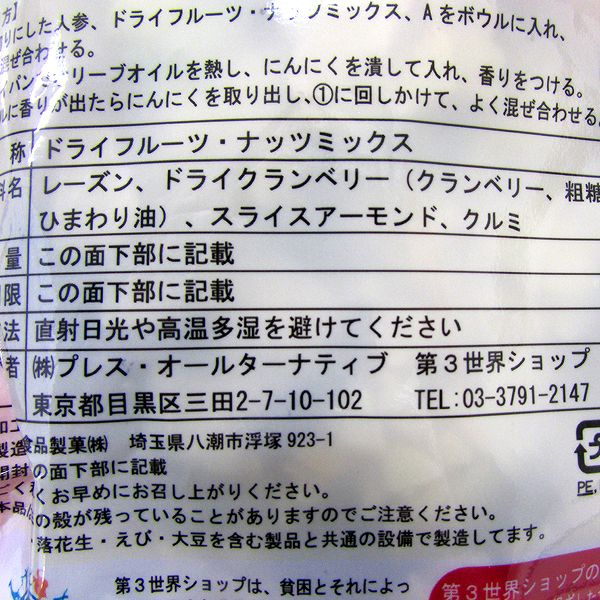 方】
りにした人参、ドライフルーツ・ナッツミックス、Aをボウルに入れ、
混ぜ合わせる。
イパンでオリーブオイルを熱し、にんにくを潰して入れ、香りをつける。
ルに香りが出たらにんにくを取り出し、①に回しかけて、よく混ぜ合わせる。
称 ドライフルーツ・ナッツミックス
料名 レーズン、ドライクランベリー（クランベリー、粗糖
ひまわり油）、スライスアーモンド、クルミ
量 この面下部に記載
限 この面下部に記載
法 直射日光や高温多湿を避けてください
者 ㈱プレス・オールターナティブ 第３世界ショップ
東京都目黒区三田2-7-10-102 TEL:03-3791-2147
加工
製造 食品製菓㈱ 埼玉県八潮市浮塚923-1
の面下部に記載
開封 くお早めにお召し上がりください。
の殻が残っていることがありますのでご注意ください。
本品 落花生・えび・大豆を含む製品と共通の設備で製造してます。
PE,
第３世界ショップは、貧困とそれによっ
第３世界ショップの